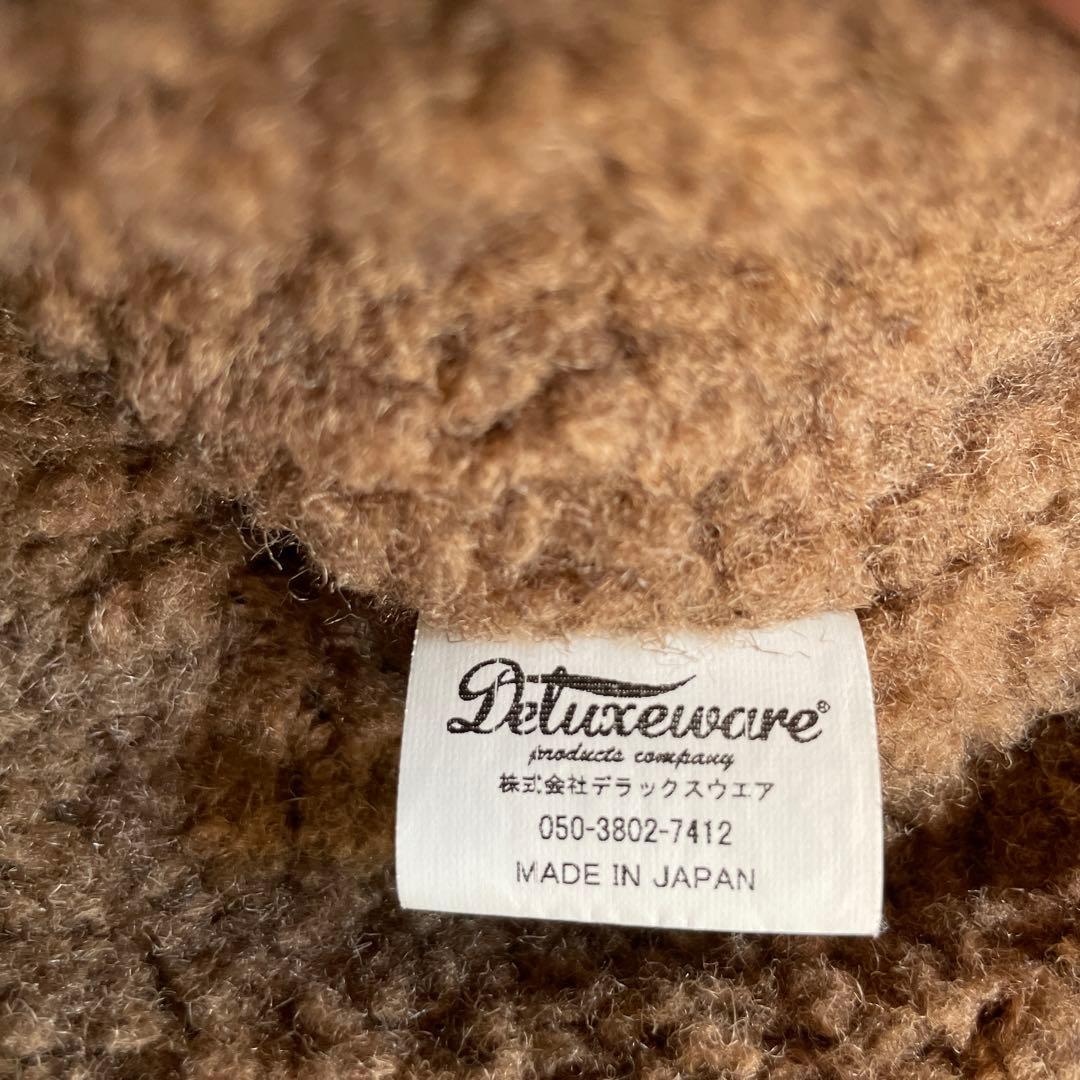 Deluxeware®
products company
株式会社デラックスウエア
050-3802-7412
MADE IN JAPAN